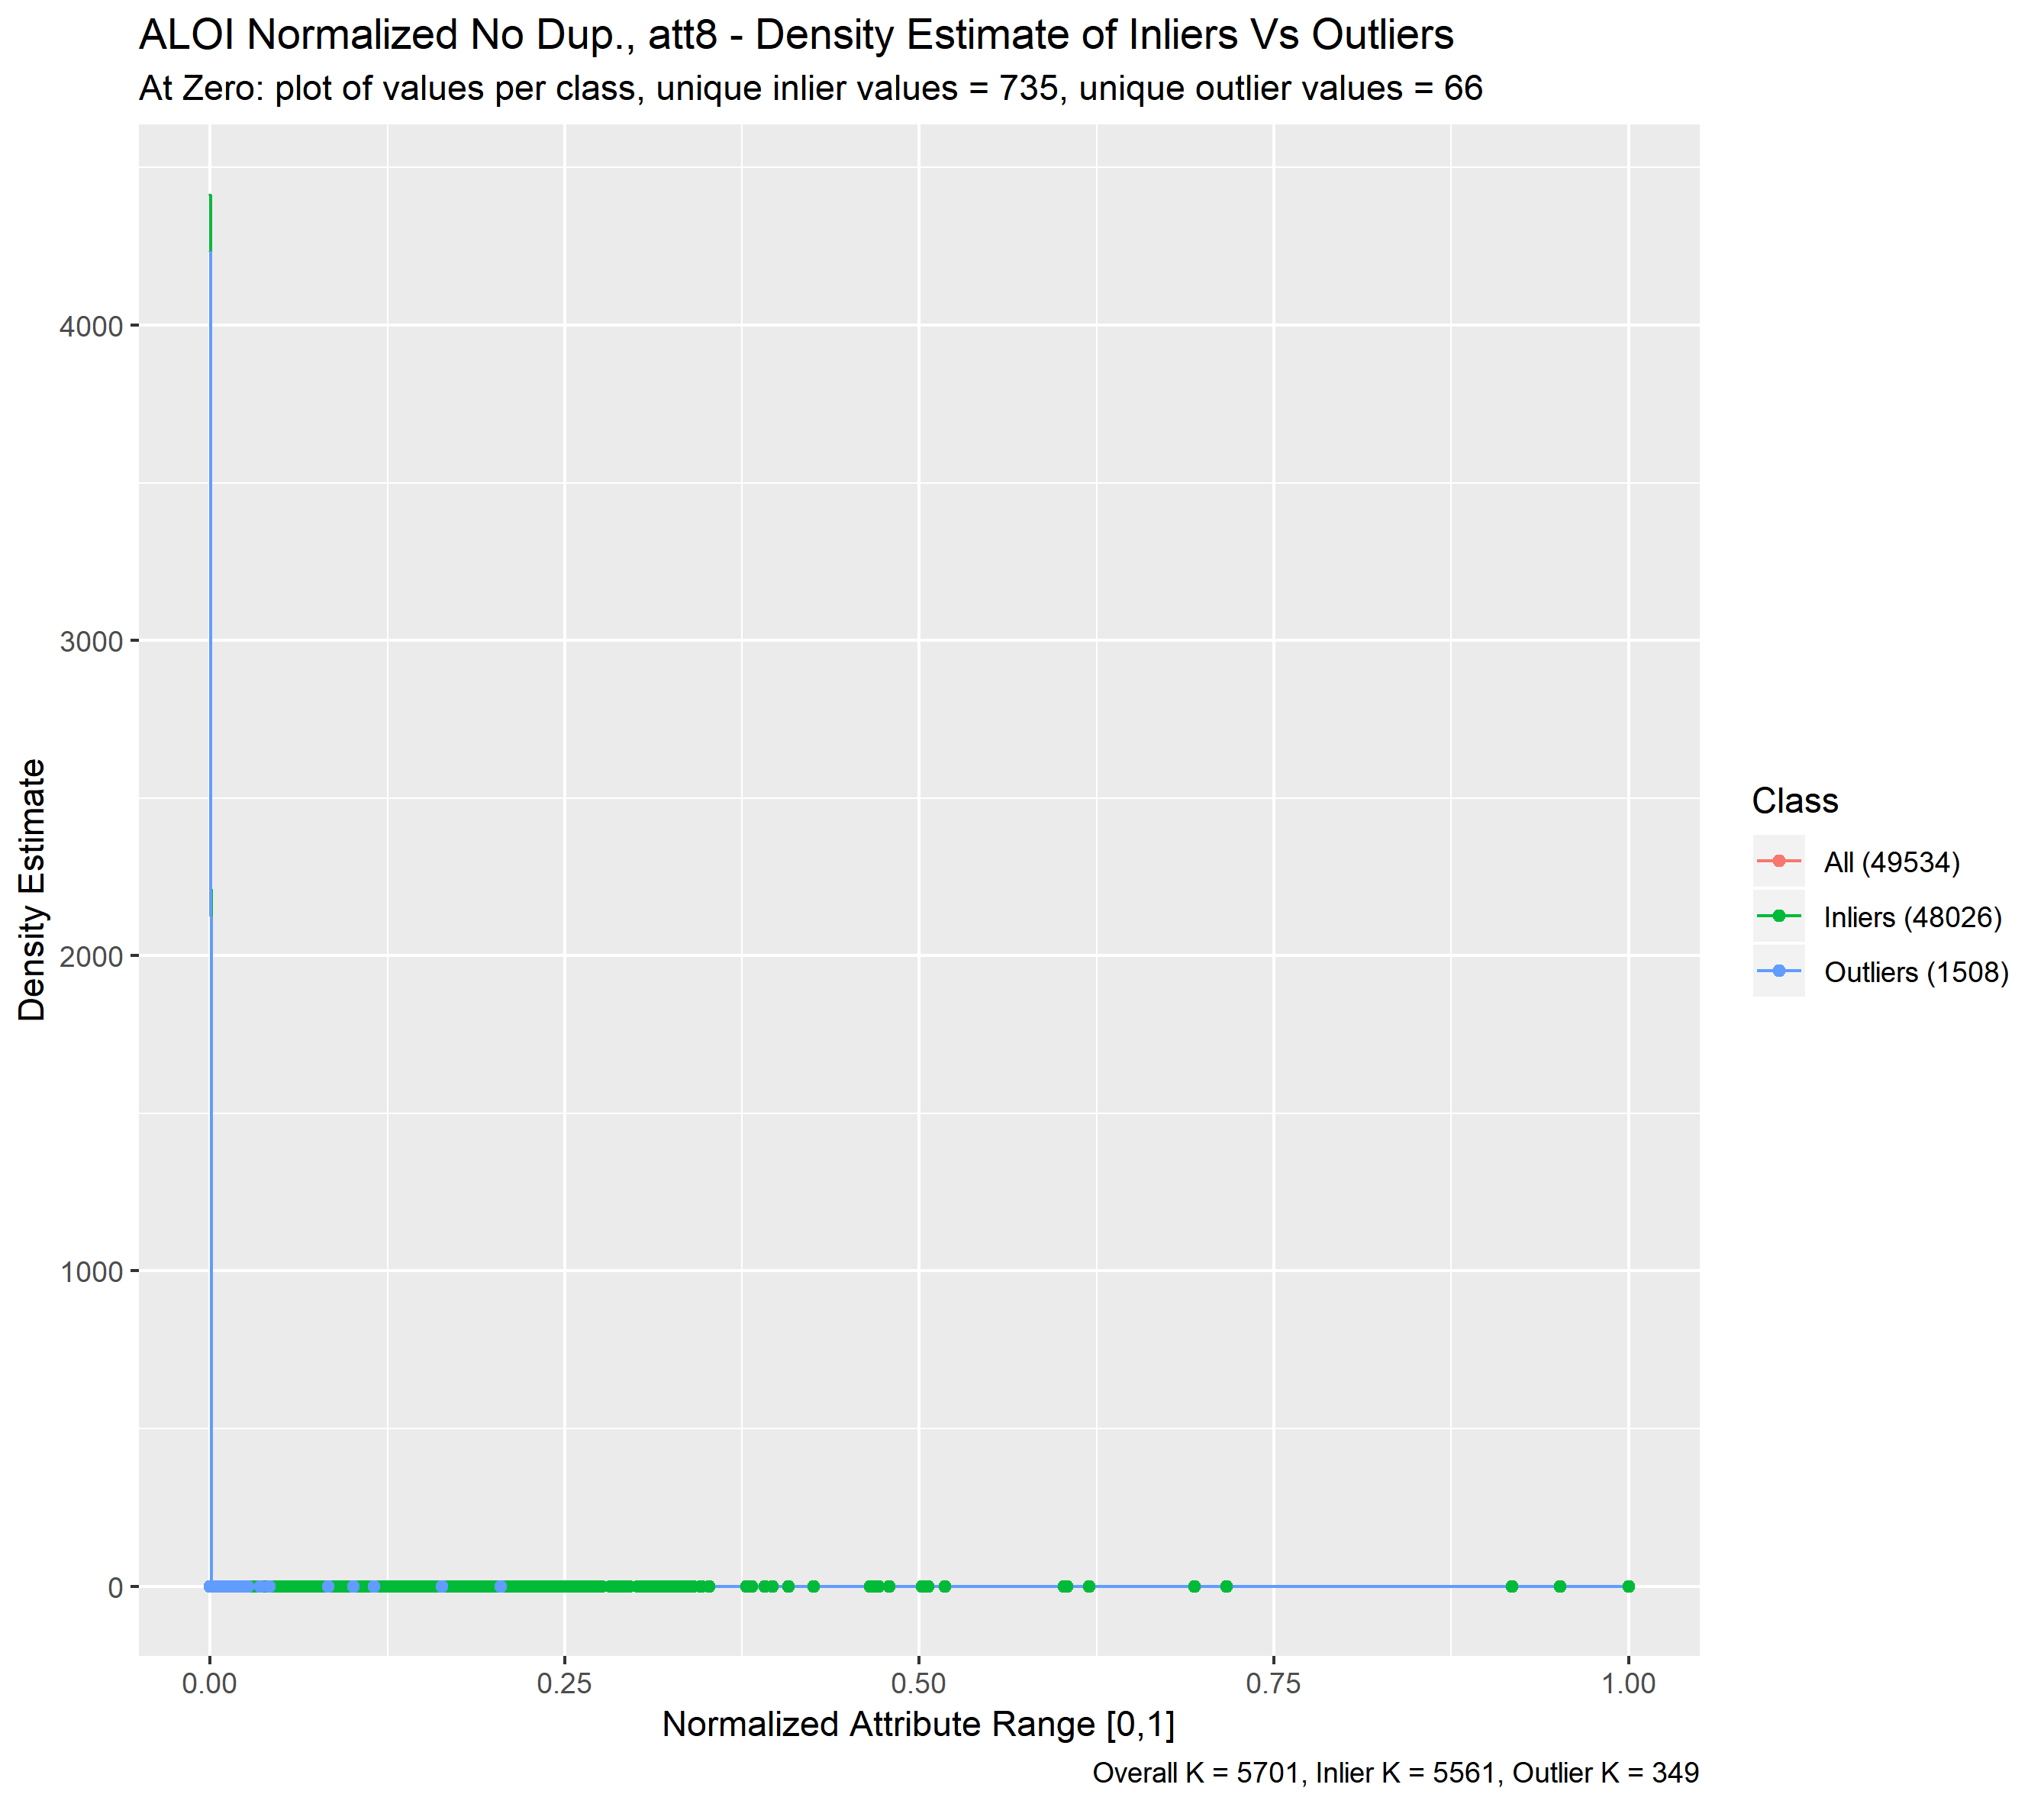 ALOI Normalized No Dup., att8 - Density Estimate of Inliers Vs Outliers
At Zero: plot of values per class, unique inlier values = 735, unique outlier values = 66
Density Estimate
4000
3000
2000
1000
0
0.00
0.25
0.50
0.75
1.00
Normalized Attribute Range [0,1]
Overall K = 5701, Inlier K = 5561, Outlier K = 349
Class
All (49534)
Inliers (48026)
Outliers (1508)